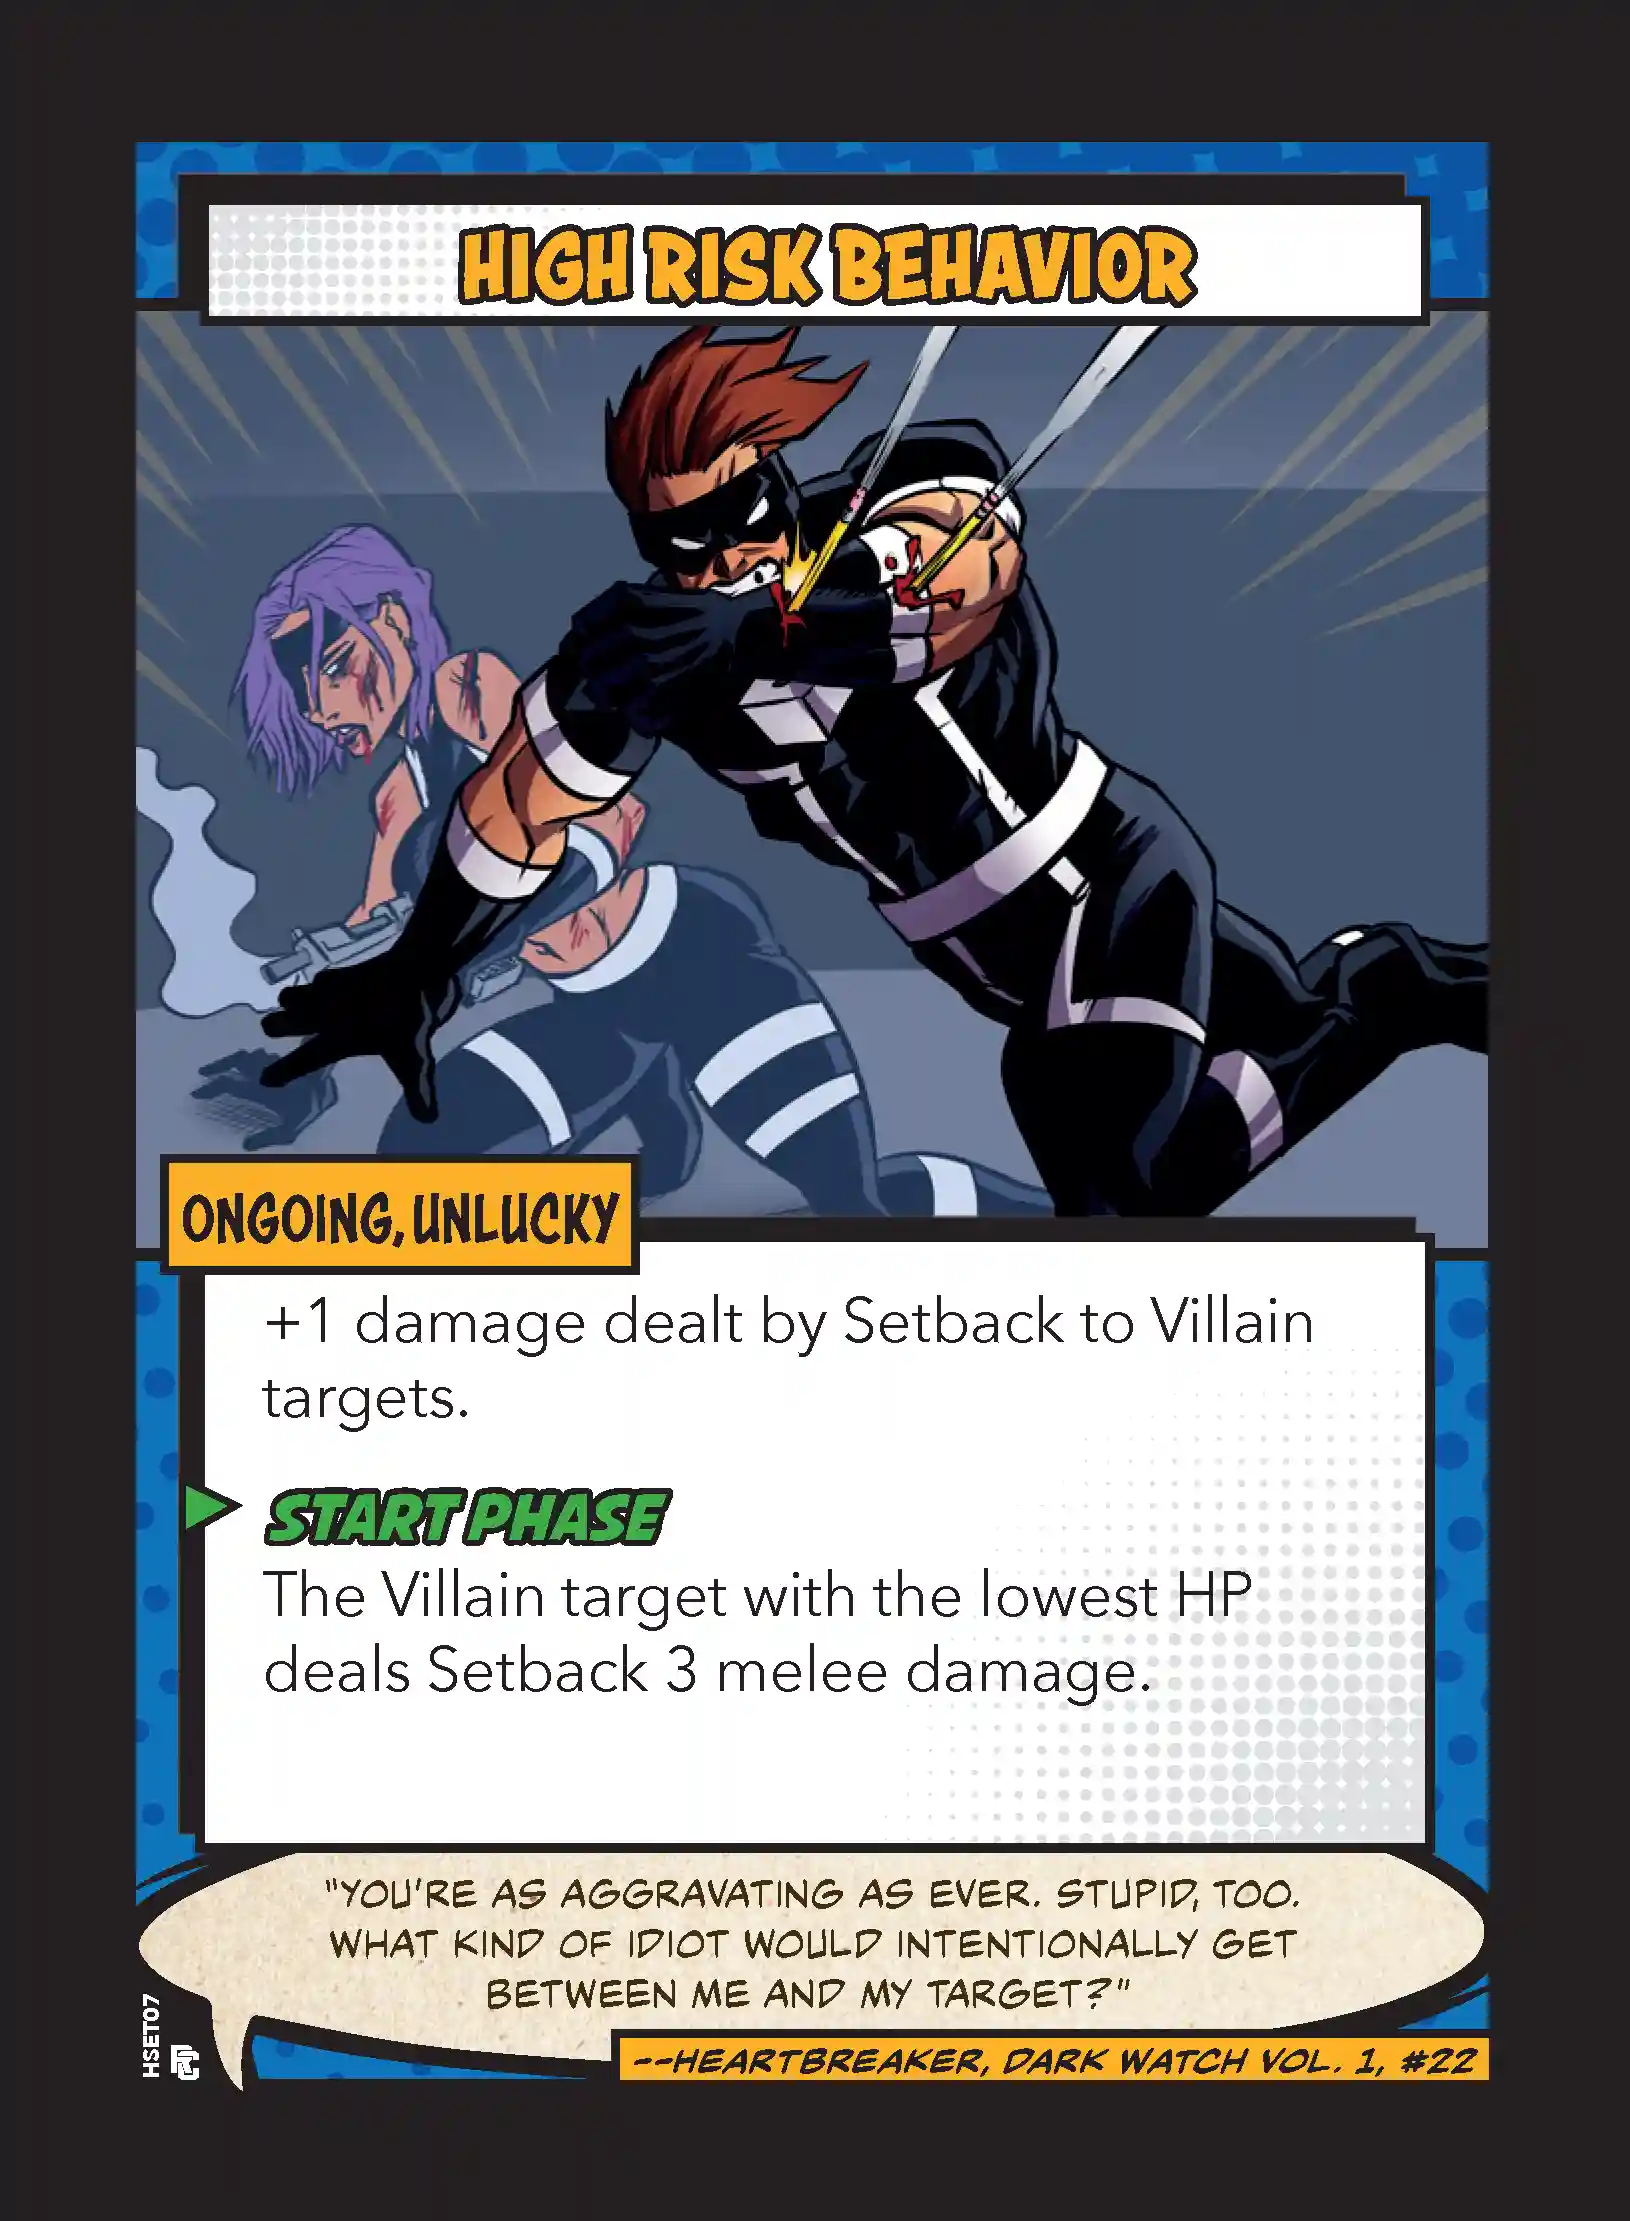 HIGH RISK BEHAVIOR
ONGOING, UNLUCKY
+1 damage dealt by Setback to Villain
targets.
START PHASE
The Villain target with the lowest HP
deals Setback 3 melee damage.
"YOU'RE AS AGGRAVATING AS EVER. STUPID, TOO.
WHAT KIND OF IDIOT WOULD INTENTIONALLY GET
BETWEEN ME AND MY TARGET?"
--HEARTBREAKER, DARK WATCH VOL. 1, #22
HSET07